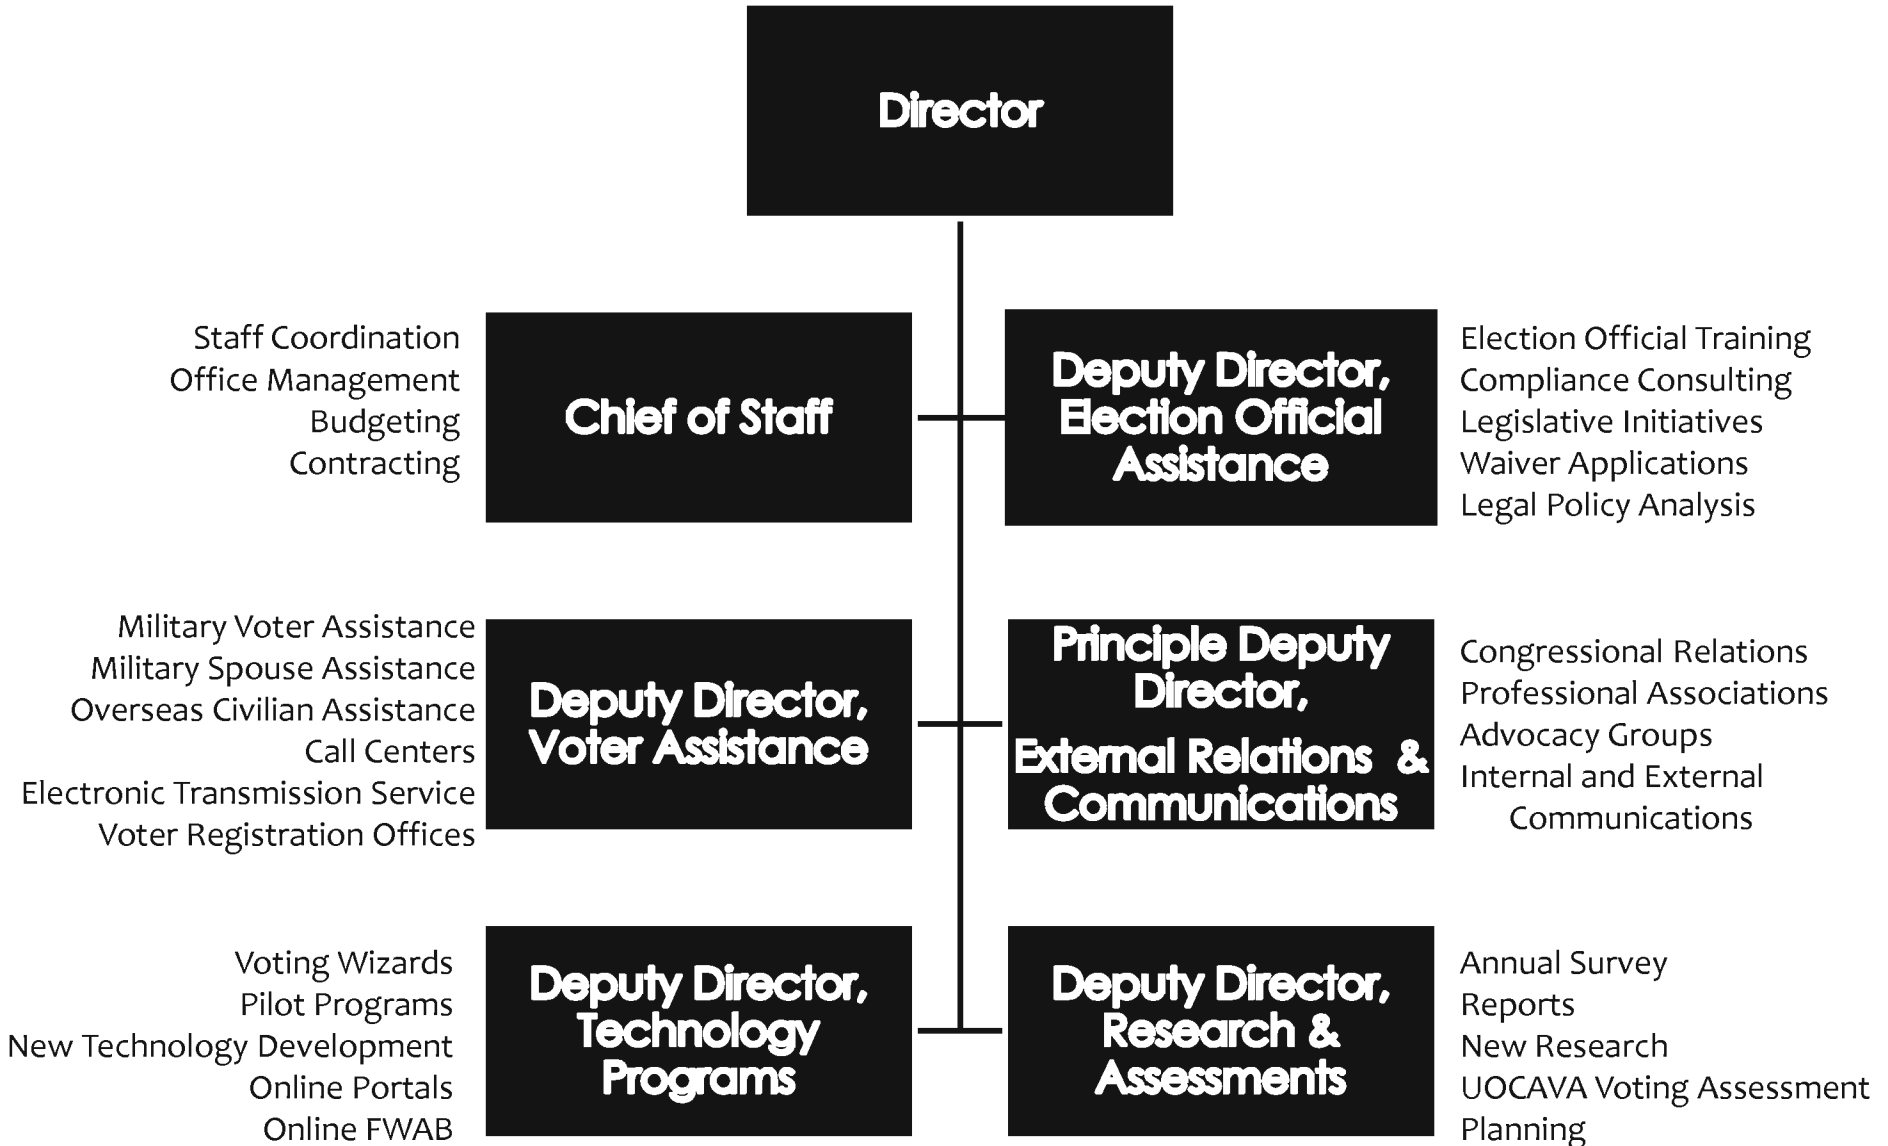 Director
Staff Coordination
Office Management
Budgeting
Contracting
Chief of Staff
Deputy Director,
Election Official
Assistance
Election Official Training
Compliance Consulting
Legislative Initiatives
Waiver Applications
Legal Policy Analysis
Military Voter Assistance
Military Spouse Assistance
Overseas Civilian Assistance
Call Centers
Electronic Transmission Service
Voter Registration Offices
Deputy Director,
Voter Assistance
Principle Deputy
Director,
External Relations &
Communications
Congressional Relations
Professional Associations
Advocacy Groups
Internal and External
Communications
Voting Wizards
Pilot Programs
New Technology Development
Online Portals
Online FWAB
Deputy Director,
Technology
Programs
Deputy Director,
Research &
Assessments
Annual Survey
Reports
New Research
UOCAVA Voting Assessment
Planning